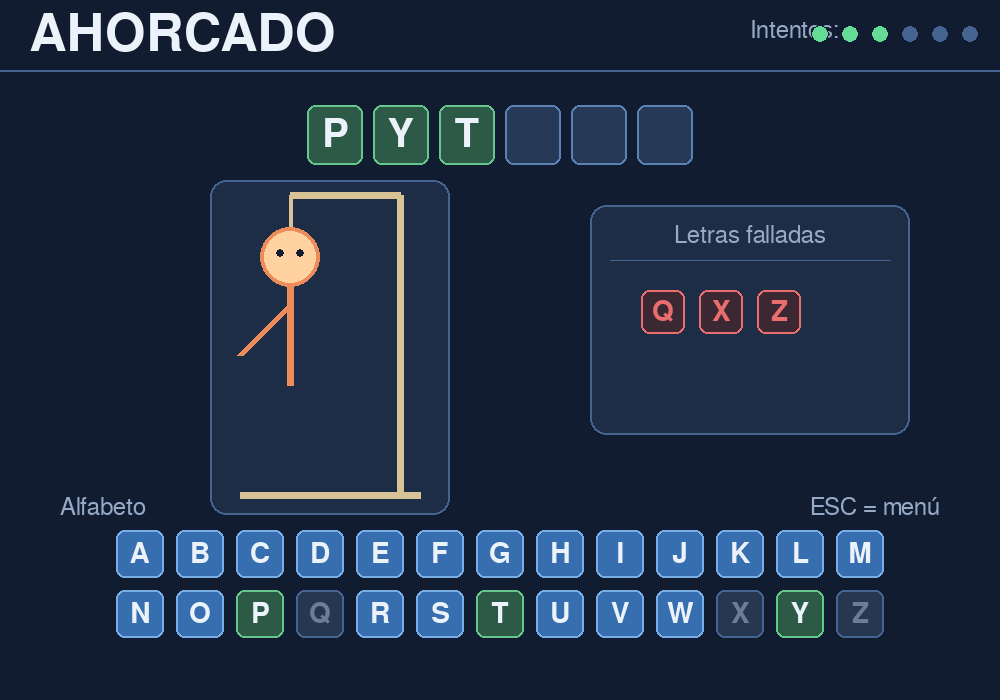 AHORCADO
Intentos:
P Y T
Letras falladas
Q X Z
Alfabeto
ESC = menú
A B C D E F G H I J K L M
N O P Q R S T U V W X Y Z